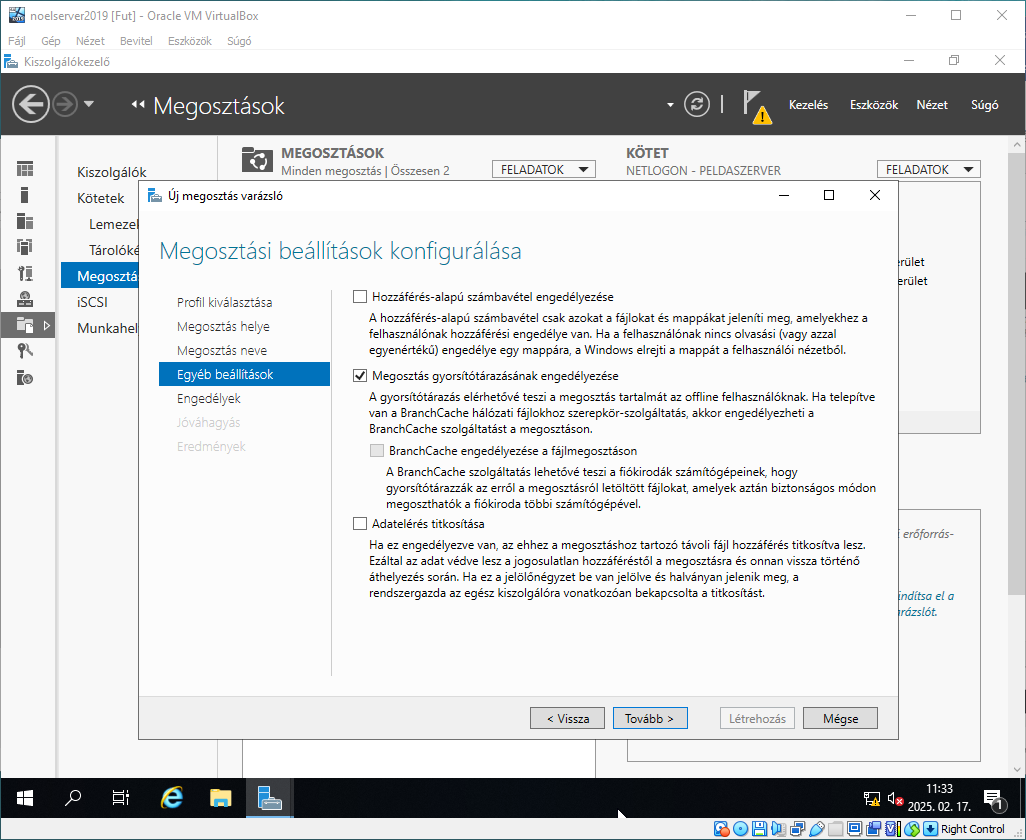 noelserver2019 [Fut] - Oracle VM VirtualBox
Fájl Gép Nézet Bevitel Eszközök Súgó
Kiszolgálókezelő
Megosztások
Kezelés Eszközök Nézet Súgó
Kiszolgálók
Kötetek
Lemezek
Tárolóké
Megosztás
iSCSI
Munkahel
MEGOSZTÁSOK
Minden megosztás | Összesen 2
FELADATOK
KÖTET
NETLOGON - PELDASZERVER
FELADATOK
Új megosztás varázsló
Megosztási beállítások konfigurálása
Profil kiválasztása
Megosztás helye
Megosztás neve
Egyéb beállítások
Engedélyek
Jóváhagyás
Eredmények
Hozzáférés-alapú számbavétel engedélyezése
A hozzáférés-alapú számbavétel csak azokat a fájlokat és mappákat jeleníti meg, amelyekhez a
felhasználónak hozzáférési engedélye van. Ha a felhasználónak nincs olvasási (vagy azzal
egyenértékű) engedélye egy mappára, a Windows elrejti a mappát a felhasználói nézetből.
Megosztás gyorsítótárazásának engedélyezése
A gyorsítótárazás elérhetővé teszi a megosztás tartalmát az offline felhasználóknak. Ha telepítve
van a BranchCache hálózati fájlokhoz szerepkör-szolgáltatás, akkor engedélyezheti a
BranchCache szolgáltatást a megosztáson.
BranchCache engedélyezése a fájlmegosztáson
A BranchCache szolgáltatás lehetővé teszi a fiókirodák számítógépeinek, hogy
gyorsítótárazzák az erről a megosztásról letöltött fájlokat, amelyek aztán biztonságos módon
megoszthatók a fiókiroda többi számítógépével.
Adatelérés titkosítása
Ha ez engedélyezve van, az ehhez a megosztáshoz tartozó távoli fájl hozzáférés titkosítva lesz.
Ezáltal az adat védve lesz a jogosulatlan hozzáféréstől a megosztásra és onnan vissza történő
áthelyezés során. Ha ez a jelölőnégyzet be van jelölve és halványan jelenik meg, a
rendszergazda az egész kiszolgálóra vonatkozóan bekapcsolta a titkosítást.
erület
erület
erőforrás-
indítsa el a
arázslót.
< Vissza Tovább > Létrehozás Mégse
11:33
2025. 02. 17.
1
Right Control